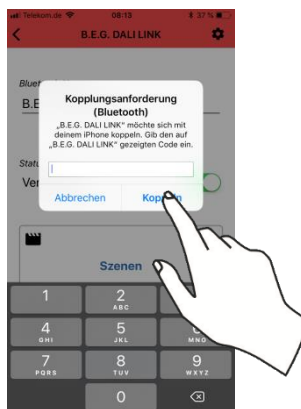 Telekom.de 08:13 37 %
B.E.G. DALI LINK
Bluet
B.E
Kopplungsanforderung
(Bluetooth)
„B.E.G. DALI LINK“ möchte sich mit
deinem iPhone koppeln. Gib den auf
„B.E.G. DALI LINK“ gezeigten Code ein.
Statu
Ver
Abbrechen
Szenen
1 2 ABC
4 GHI 5 JKL MNO
7 PQRS 8 TUV 9 WXYZ
0